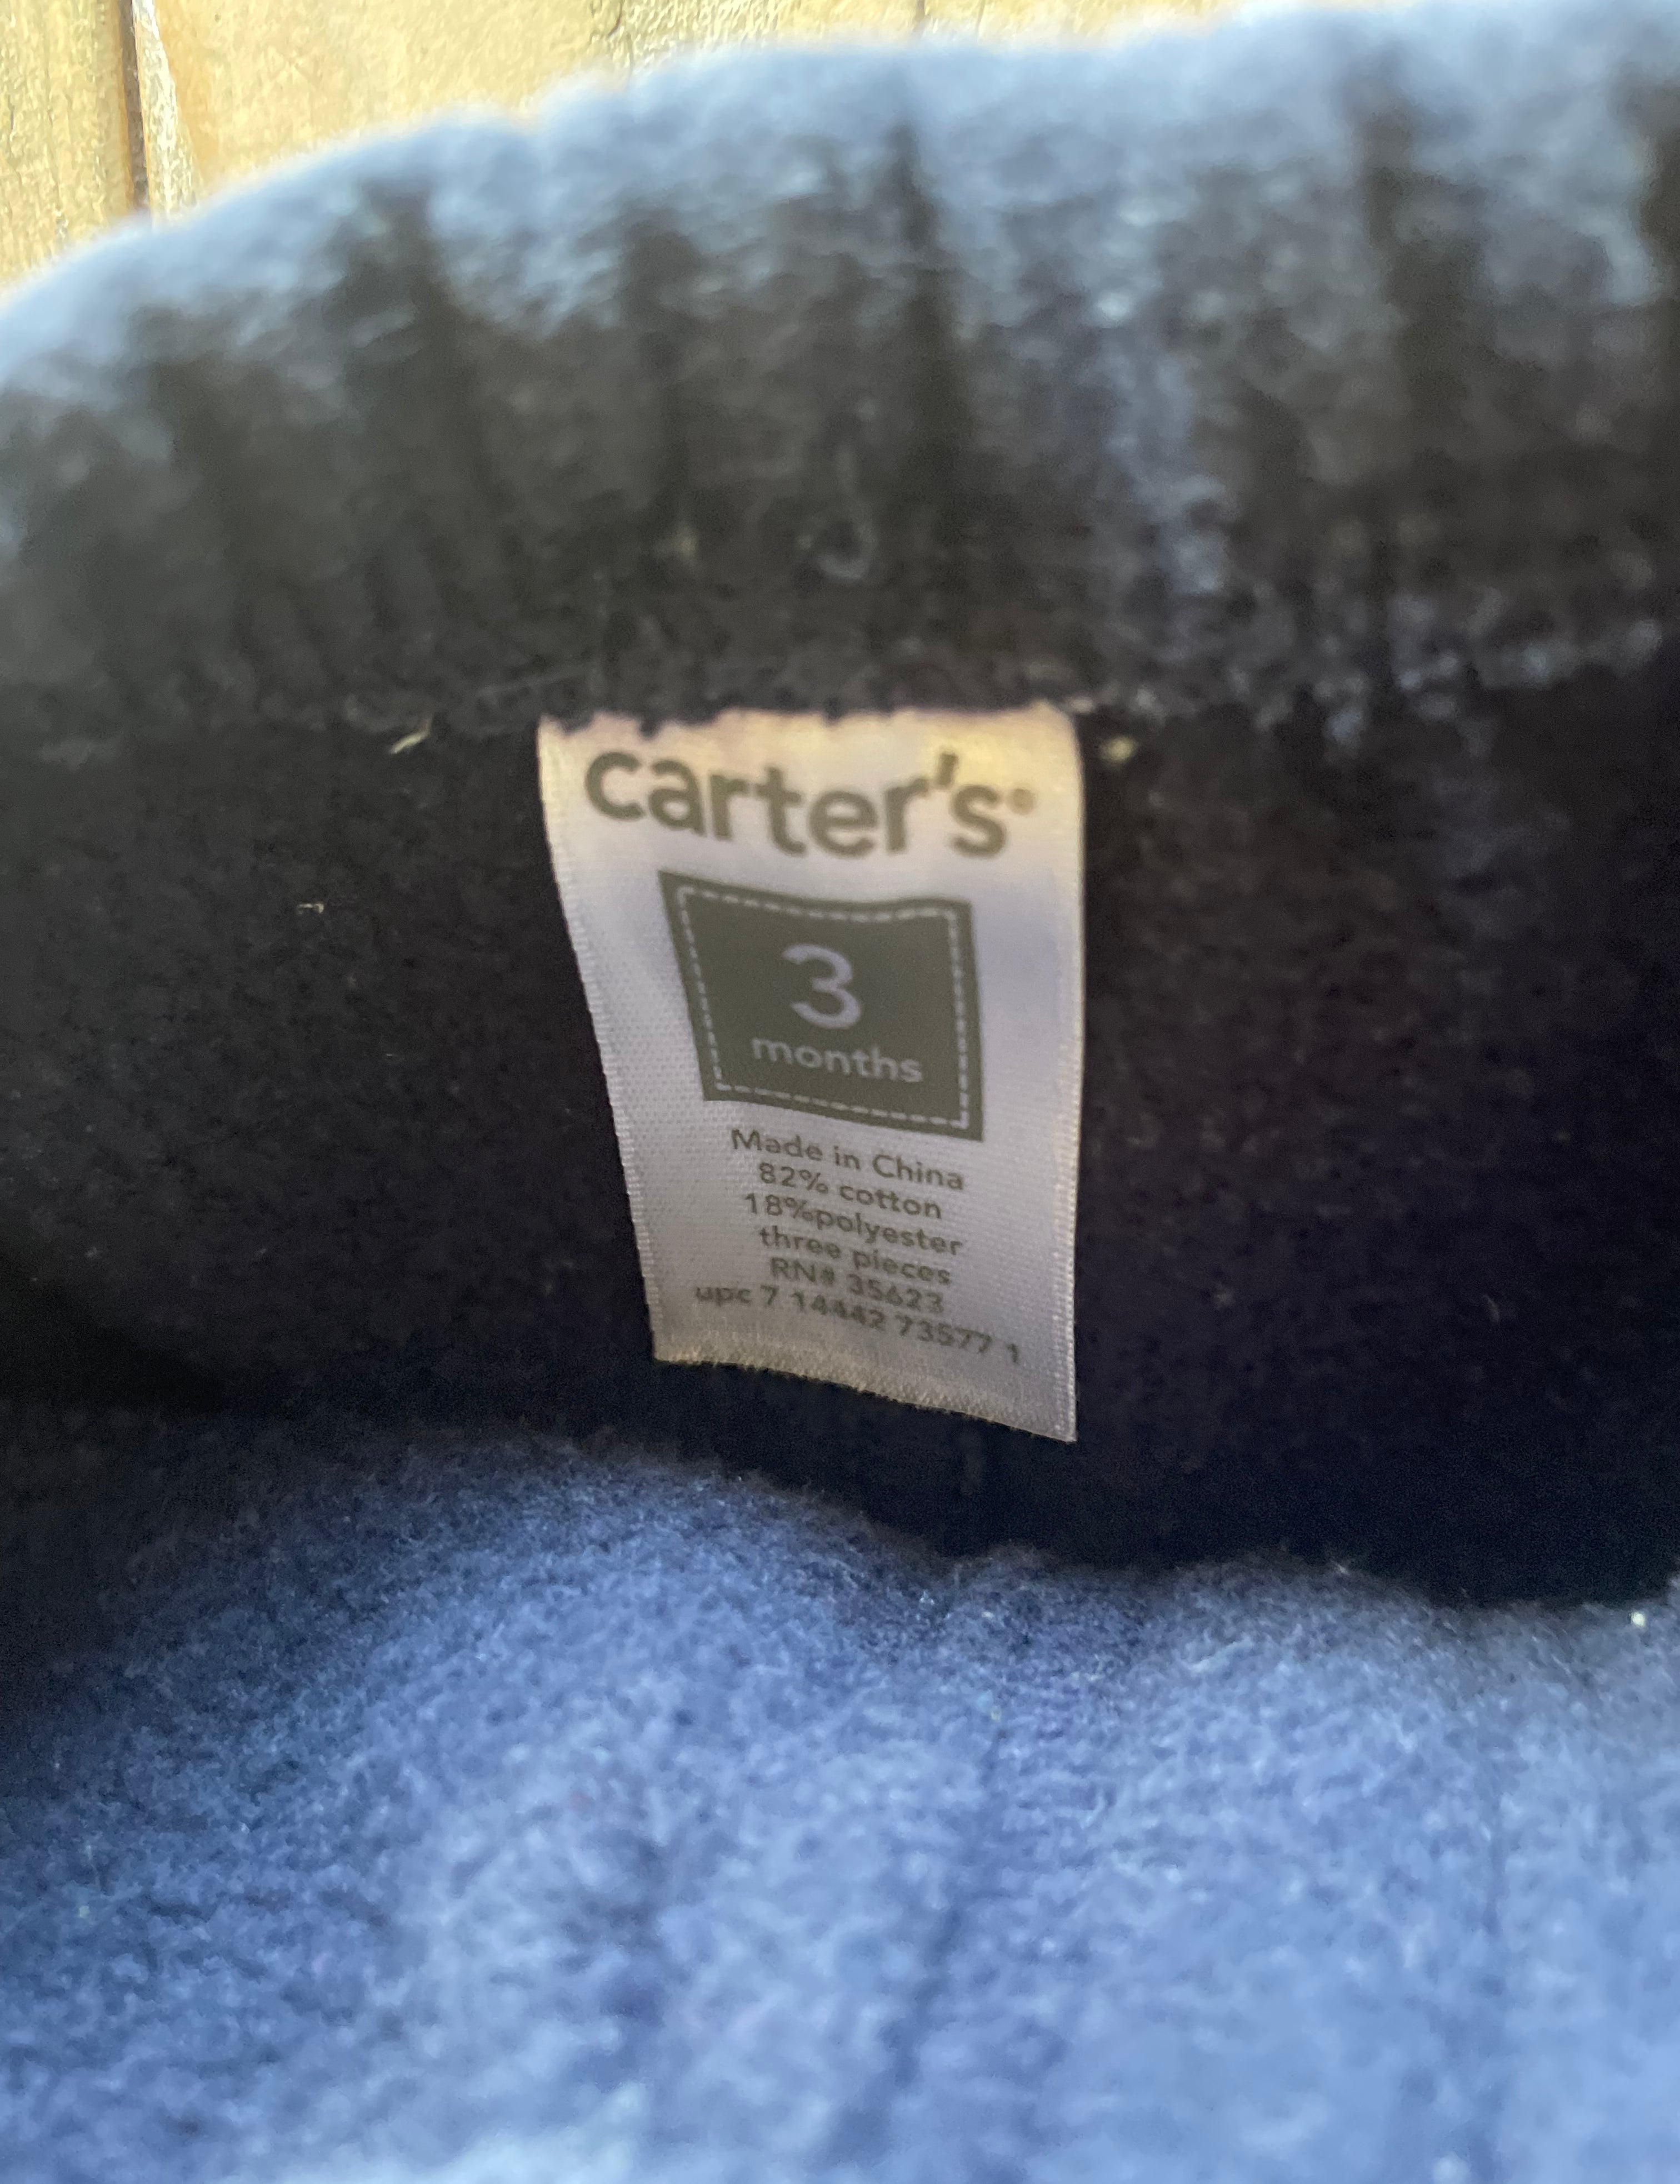 carter's®
3
months
Made in China
82% cotton
18%polyester
three pieces
RN# 35623
upc 7 14442 73577 1